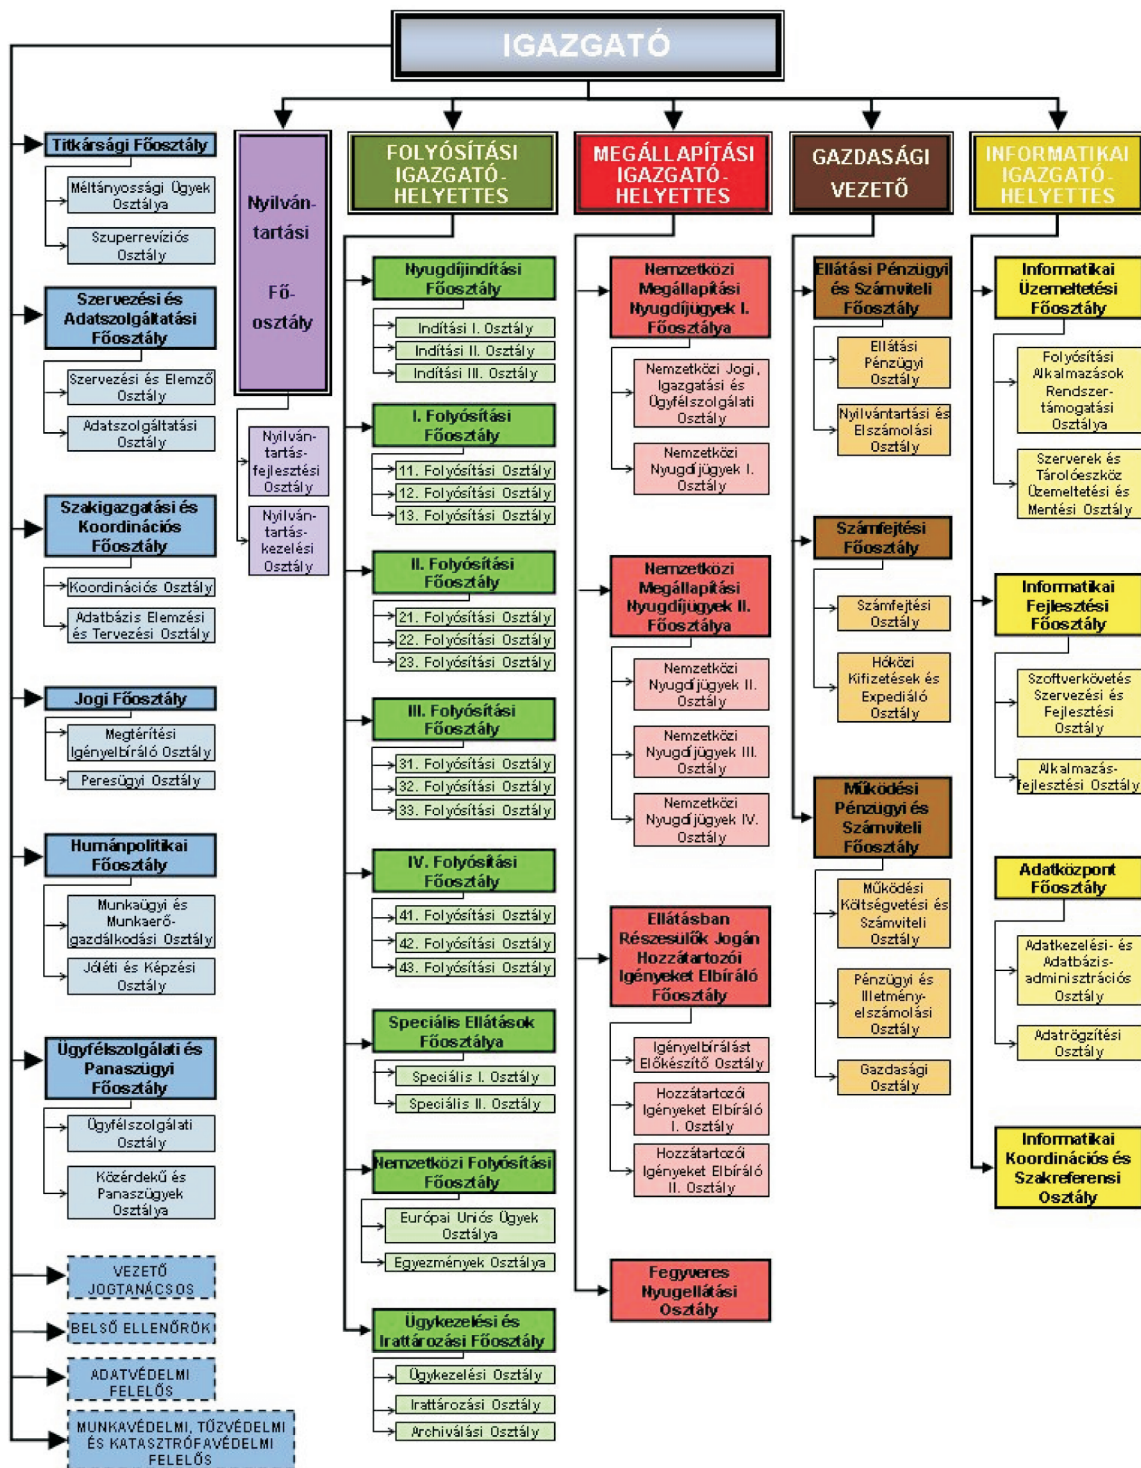 IGAZGATÓ
Titkársági Főosztály
Méltányossági Ügyek
Osztálya
Szuperrevíziós
Osztály
Szervezési és
Adatszolgáltatási
Főosztály
Szervezési és Elemző
Osztály
Adatszolgáltatási
Osztály
Szakigazgatási és
Koordinációs
Főosztály
Koordinációs Osztály
Adatbázis Elemzési
és Tervezési Osztály
Jogi Főosztály
Megtérítési
Igényelbíráló Osztály
Peresügyi Osztály
Humánpolitikai
Főosztály
Munkaügyi és
Munkaerő-
gazdálkodási Osztály
Jóléti és Képzési
Osztály
Ügyfélszolgálati és
Panaszügyi
Főosztály
Ügyfélszolgálati
Osztály
Közérdekű és
Panaszügyek
Osztálya
VEZETŐ
JOGTANÁCSOS
BELSŐ ELLENŐRÖK
ADATVÉDELMI
FELELŐS
MUNKAVÉDELMI, TŰZVÉDELMI
ÉS KATASZTRÓFAVÉDELMI
FELELŐS
Nyilván-
tartási
Fő-
osztály
Nyilván-
tartás-
fejlesztési
Osztály
Nyilván-
tartás-
kezelési
Osztály
FOLYÓSÍTÁSI
IGAZGATÓ-
HELYETTES
Nyugdíjindítási
Főosztály
Indítási I. Osztály
Indítási II. Osztály
Indítási III. Osztály
I. Folyósítási
Főosztály
11. Folyósítási Osztály
12. Folyósítási Osztály
13. Folyósítási Osztály
II. Folyósítási
Főosztály
21. Folyósítási Osztály
22. Folyósítási Osztály
23. Folyósítási Osztály
III. Folyósítási
Főosztály
31. Folyósítási Osztály
32. Folyósítási Osztály
33. Folyósítási Osztály
IV. Folyósítási
Főosztály
41. Folyósítási Osztály
42. Folyósítási Osztály
43. Folyósítási Osztály
Speciális Ellátások
Főosztálya
Speciális I. Osztály
Speciális II. Osztály
Nemzetközi Folyósítási
Főosztály
Európai Uniós Ügyek
Osztálya
Egyezmények Osztálya
Ügykezelési és
Irattározási Főosztály
Ügykezelési Osztály
Irattározási Osztály
Archiválási Osztály
MEGÁLLAPÍTÁSI
IGAZGATÓ-
HELYETTES
Nemzetközi
Megállapítási
Nyugdíjügyek I.
Főosztálya
Nemzetközi Jogi,
Igazgatási és
Ügyfélszolgálati
Osztály
Nemzetközi
Nyugdíjügyek I.
Osztály
Nemzetközi
Megállapítási
Nyugdíjügyek II.
Főosztálya
Nemzetközi
Nyugdíjügyek II.
Osztály
Nemzetközi
Nyugdíjügyek III.
Osztály
Nemzetközi
Nyugdíjügyek IV.
Osztály
Ellátásban
Részesülők Jogán
Hozzátartozói
Igényeket Elbíráló
Főosztály
Igényelbírálást
Előkészítő Osztály
Hozzátartozói
Igényeket Elbíráló
I. Osztály
Hozzátartozói
Igényeket Elbíráló
II. Osztály
Fegyveres
Nyugellátási
Osztály
GAZDASÁGI
VEZETŐ
Ellátási Pénzügyi
és Számviteli
Főosztály
Ellátási
Pénzügyi
Osztály
Nyilvántartási és
Elszámolási
Osztály
Számfejtési
Főosztály
Számfejtési
Osztály
Hóközi
Kifizetések és
Expediáló
Osztály
Működési
Pénzügyi és
Számviteli
Főosztály
Működési
Költségvetési és
Számviteli
Osztály
Pénzügyi és
Illetmény-
elszámolási
Osztály
Gazdasági
Osztály
INFORMATIKAI
IGAZGATÓ-
HELYETTES
Informatikai
Üzemeltetési
Főosztály
Folyósítási
Alkalmazások
Rendszer-
támogatási
Osztálya
Szerverek és
Tárolóeszköz
Üzemeltetési és
Mentési Osztály
Informatikai
Fejlesztési
Főosztály
Szoftverkövetés
Szervezési és
Fejlesztési
Osztály
Alkalmazás-
fejlesztési Osztály
Adatközpont
Főosztály
Adatkezelési- és
Adatbázis-
adminisztrációs
Osztály
Adatrögzítési
Osztály
Informatikai
Koordinációs és
Szakreferensi
Osztály